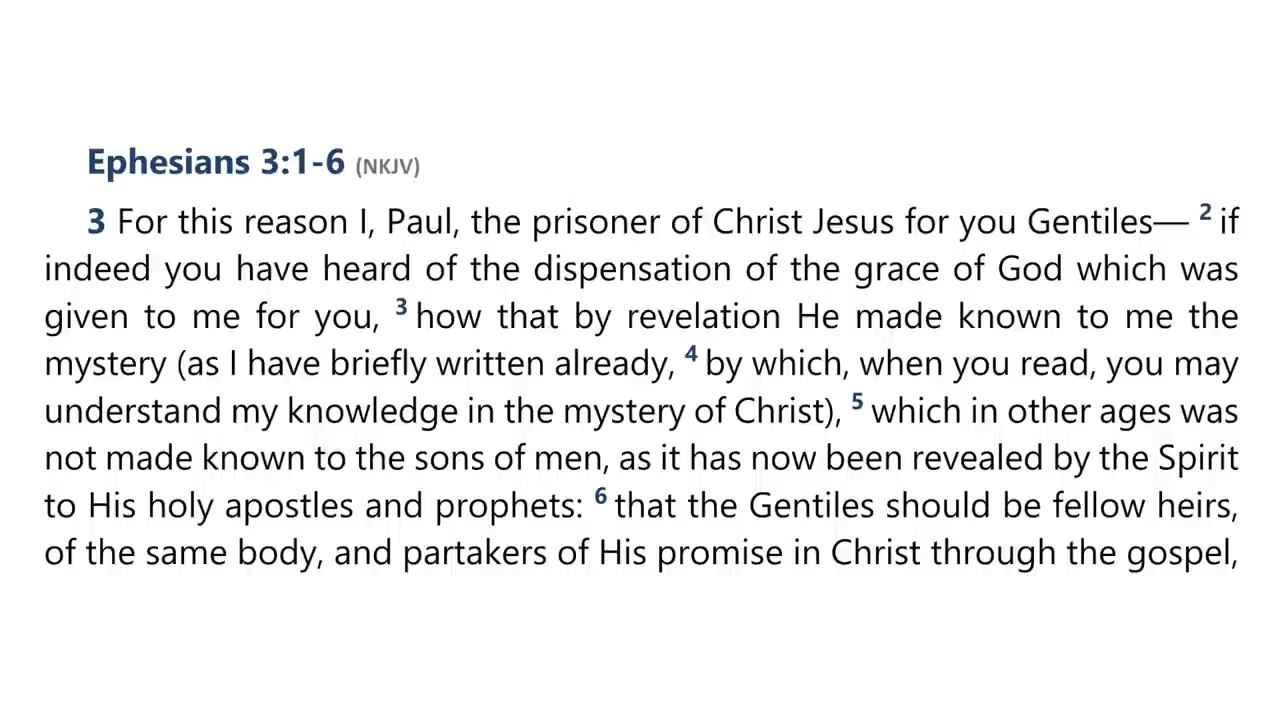 Ephesians 3:1-6 (NKJV)
3 For this reason I, Paul, the prisoner of Christ Jesus for you Gentiles— 2 if
indeed you have heard of the dispensation of the grace of God which was
given to me for you, 3 how that by revelation He made known to me the
mystery (as I have briefly written already, 4 by which, when you read, you may
understand my knowledge in the mystery of Christ), 5 which in other ages was
not made known to the sons of men, as it has now been revealed by the Spirit
to His holy apostles and prophets: 6 that the Gentiles should be fellow heirs,
of the same body, and partakers of His promise in Christ through the gospel,